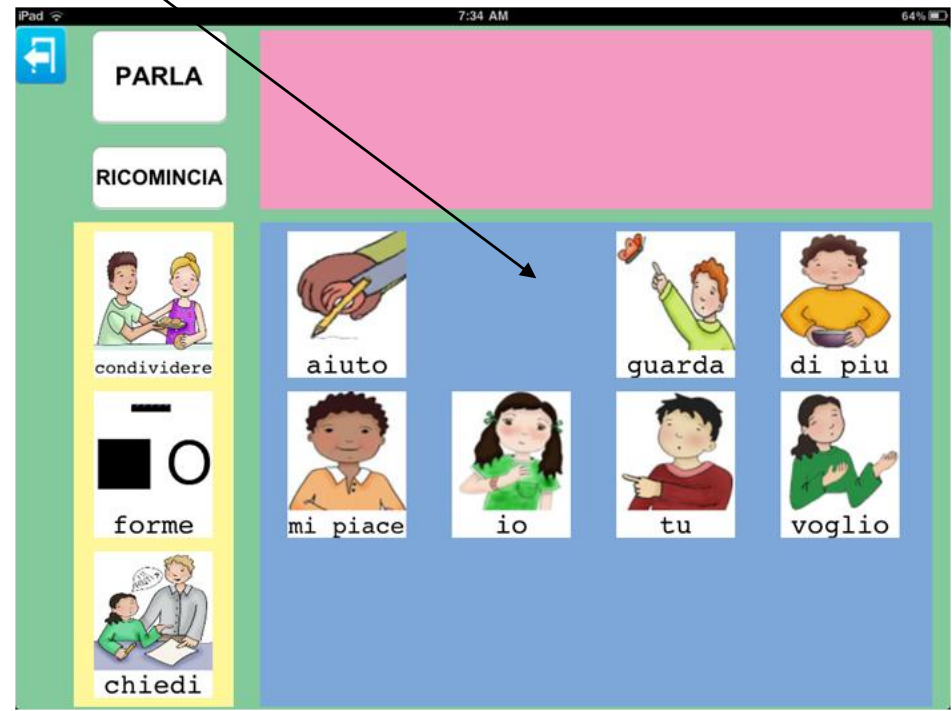 iPad 7:34 AM 64%
PARLA
RICOMINCIA
condividere
forme
chiedi
aiuto
guarda
di piu
mi piace
io
tu
voglio